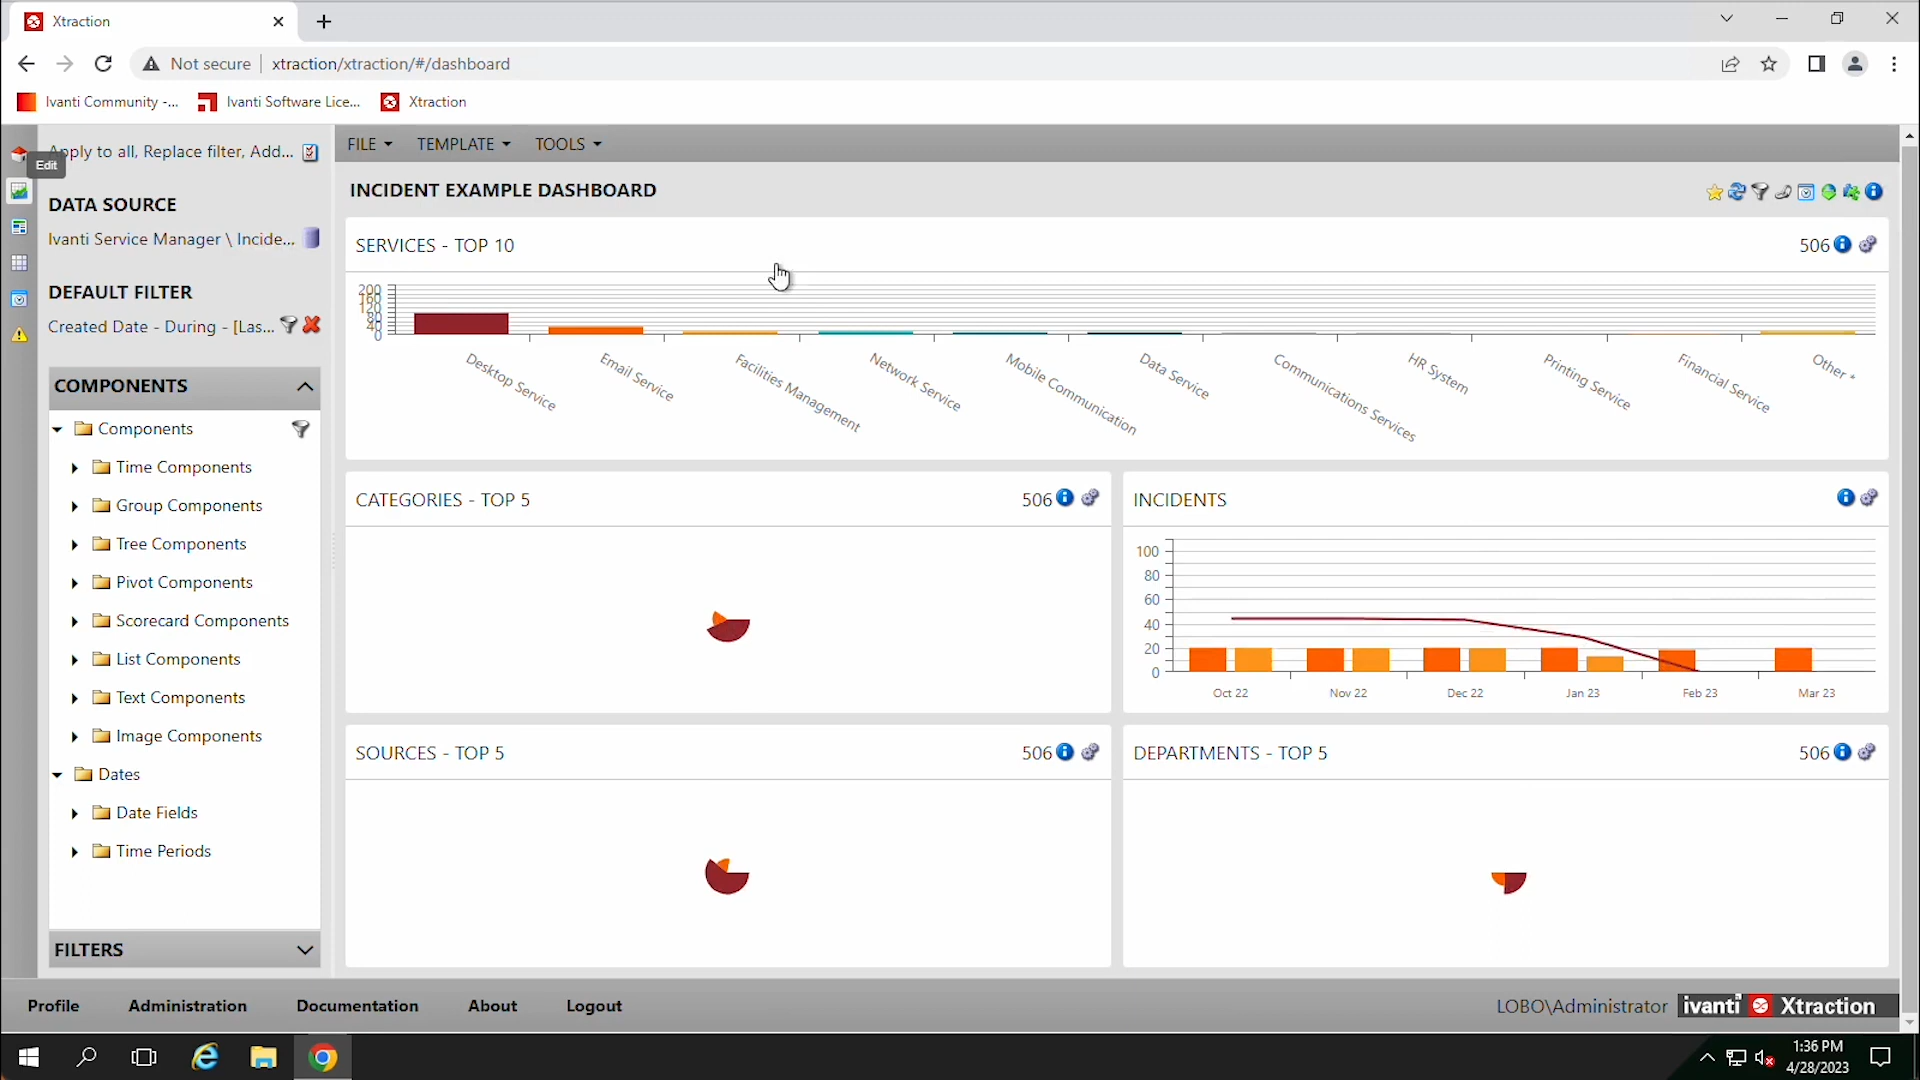 Xtraction
Not secure
xtraction/xtraction/#/dashboard
Ivanti Community -...
Ivanti Software Lice...
Xtraction
Apply to all, Replace filter, Add...
Edit
DATA SOURCE
Ivanti Service Manager \ Incide...
DEFAULT FILTER
Created Date - During - [Las...
COMPONENTS
Components
Time Components
Group Components
Tree Components
Pivot Components
Scorecard Components
List Components
Text Components
Image Components
Dates
Date Fields
Time Periods
FILTERS
FILE
TEMPLATE
TOOLS
INCIDENT EXAMPLE DASHBOARD
SERVICES - TOP 10
506
200
160
120
80
40
0
Desktop Service
Email Service
Facilities Management
Network Service
Mobile Communication
Data Service
Communications Services
HR System
Printing Service
Financial Service
Other *
CATEGORIES - TOP 5
506
INCIDENTS
100
80
60
40
20
0
Oct 22
Nov 22
Dec 22
Jan 23
Feb 23
Mar 23
SOURCES - TOP 5
506
DEPARTMENTS - TOP 5
506
Profile
Administration
Documentation
About
Logout
LOBO\Administrator
ivanti Xtraction
1:36 PM
4/28/2023